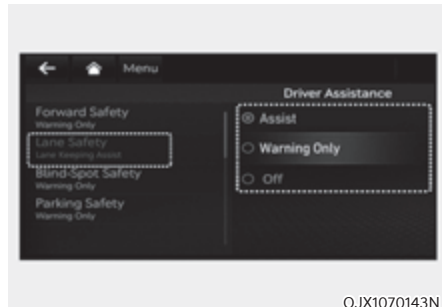 Menu
Driver Assistance
Forward Safety
Warning Only
Lane Safety
Lane Keeping Assist
Blind-Spot Safety
Warning Only
Parking Safety
Warning Only
Assist
Warning Only
Off
OJX1070143N